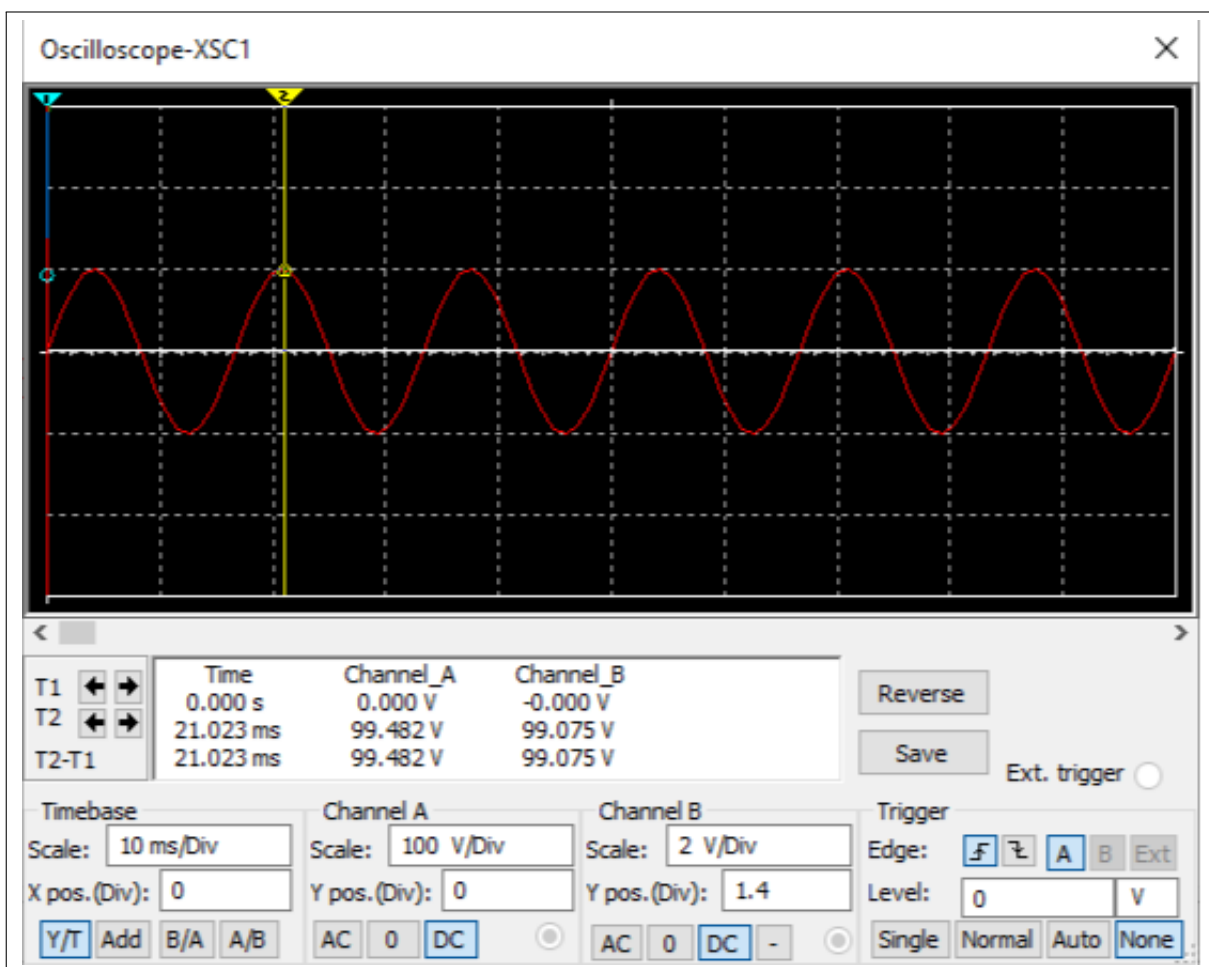 Oscilloscope-XSC1
1 2
Time Channel_A Channel_B
T1 0.000 s 0.000 V -0.000 V
T2 21.023 ms 99.482 V 99.075 V
T2-T1 21.023 ms 99.482 V 99.075 V
Reverse
Save
Ext. trigger
Timebase
Scale: 10 ms/Div
X pos.(Div): 0
Y/T Add B/A A/B
Channel A
Scale: 100 V/Div
Y pos.(Div): 0
AC 0 DC
Channel B
Scale: 2 V/Div
Y pos.(Div): 1.4
AC 0 DC -
Trigger
Edge: A B Ext
Level: 0 V
Single Normal Auto None